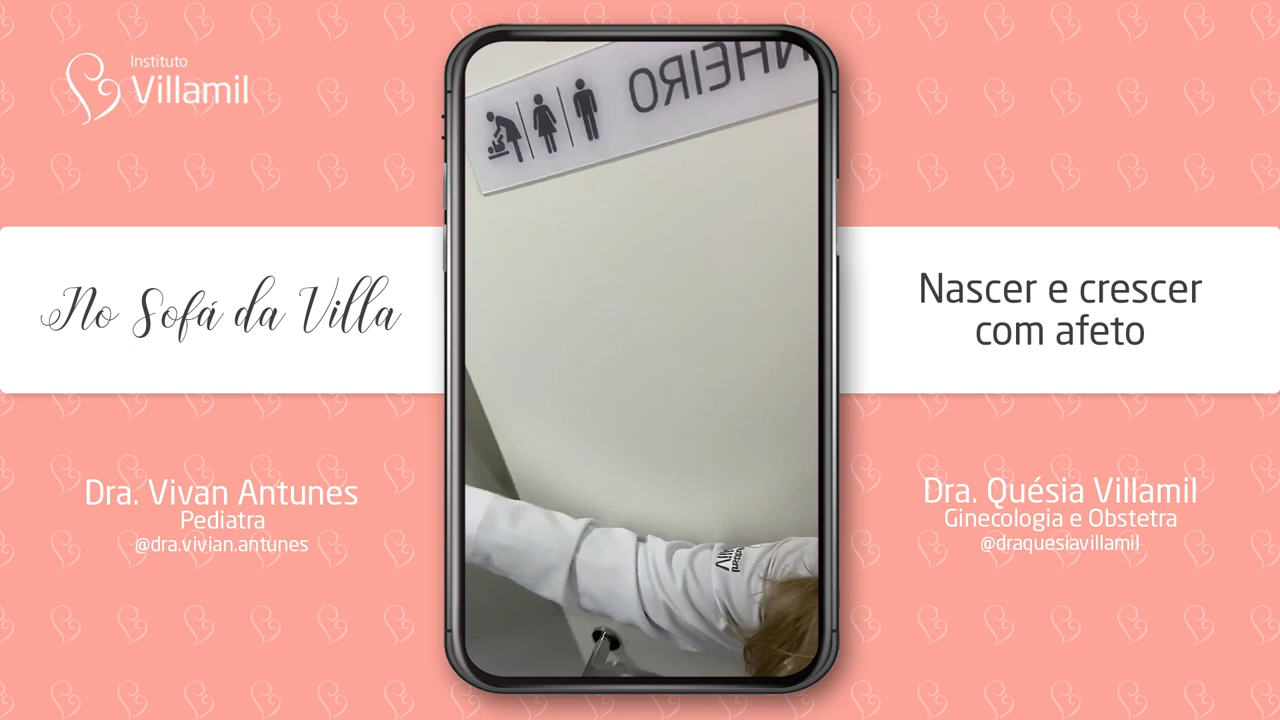 Instituto
Villamil
NHEIRO
No Sofá da Villa
Nascer e crescer
com afeto
Dra. Vivan Antunes
Pediatra
@dra.vivian.antunes
Dra. Quésia Villamil
Ginecologia e Obstetra
@draquesiavillamil